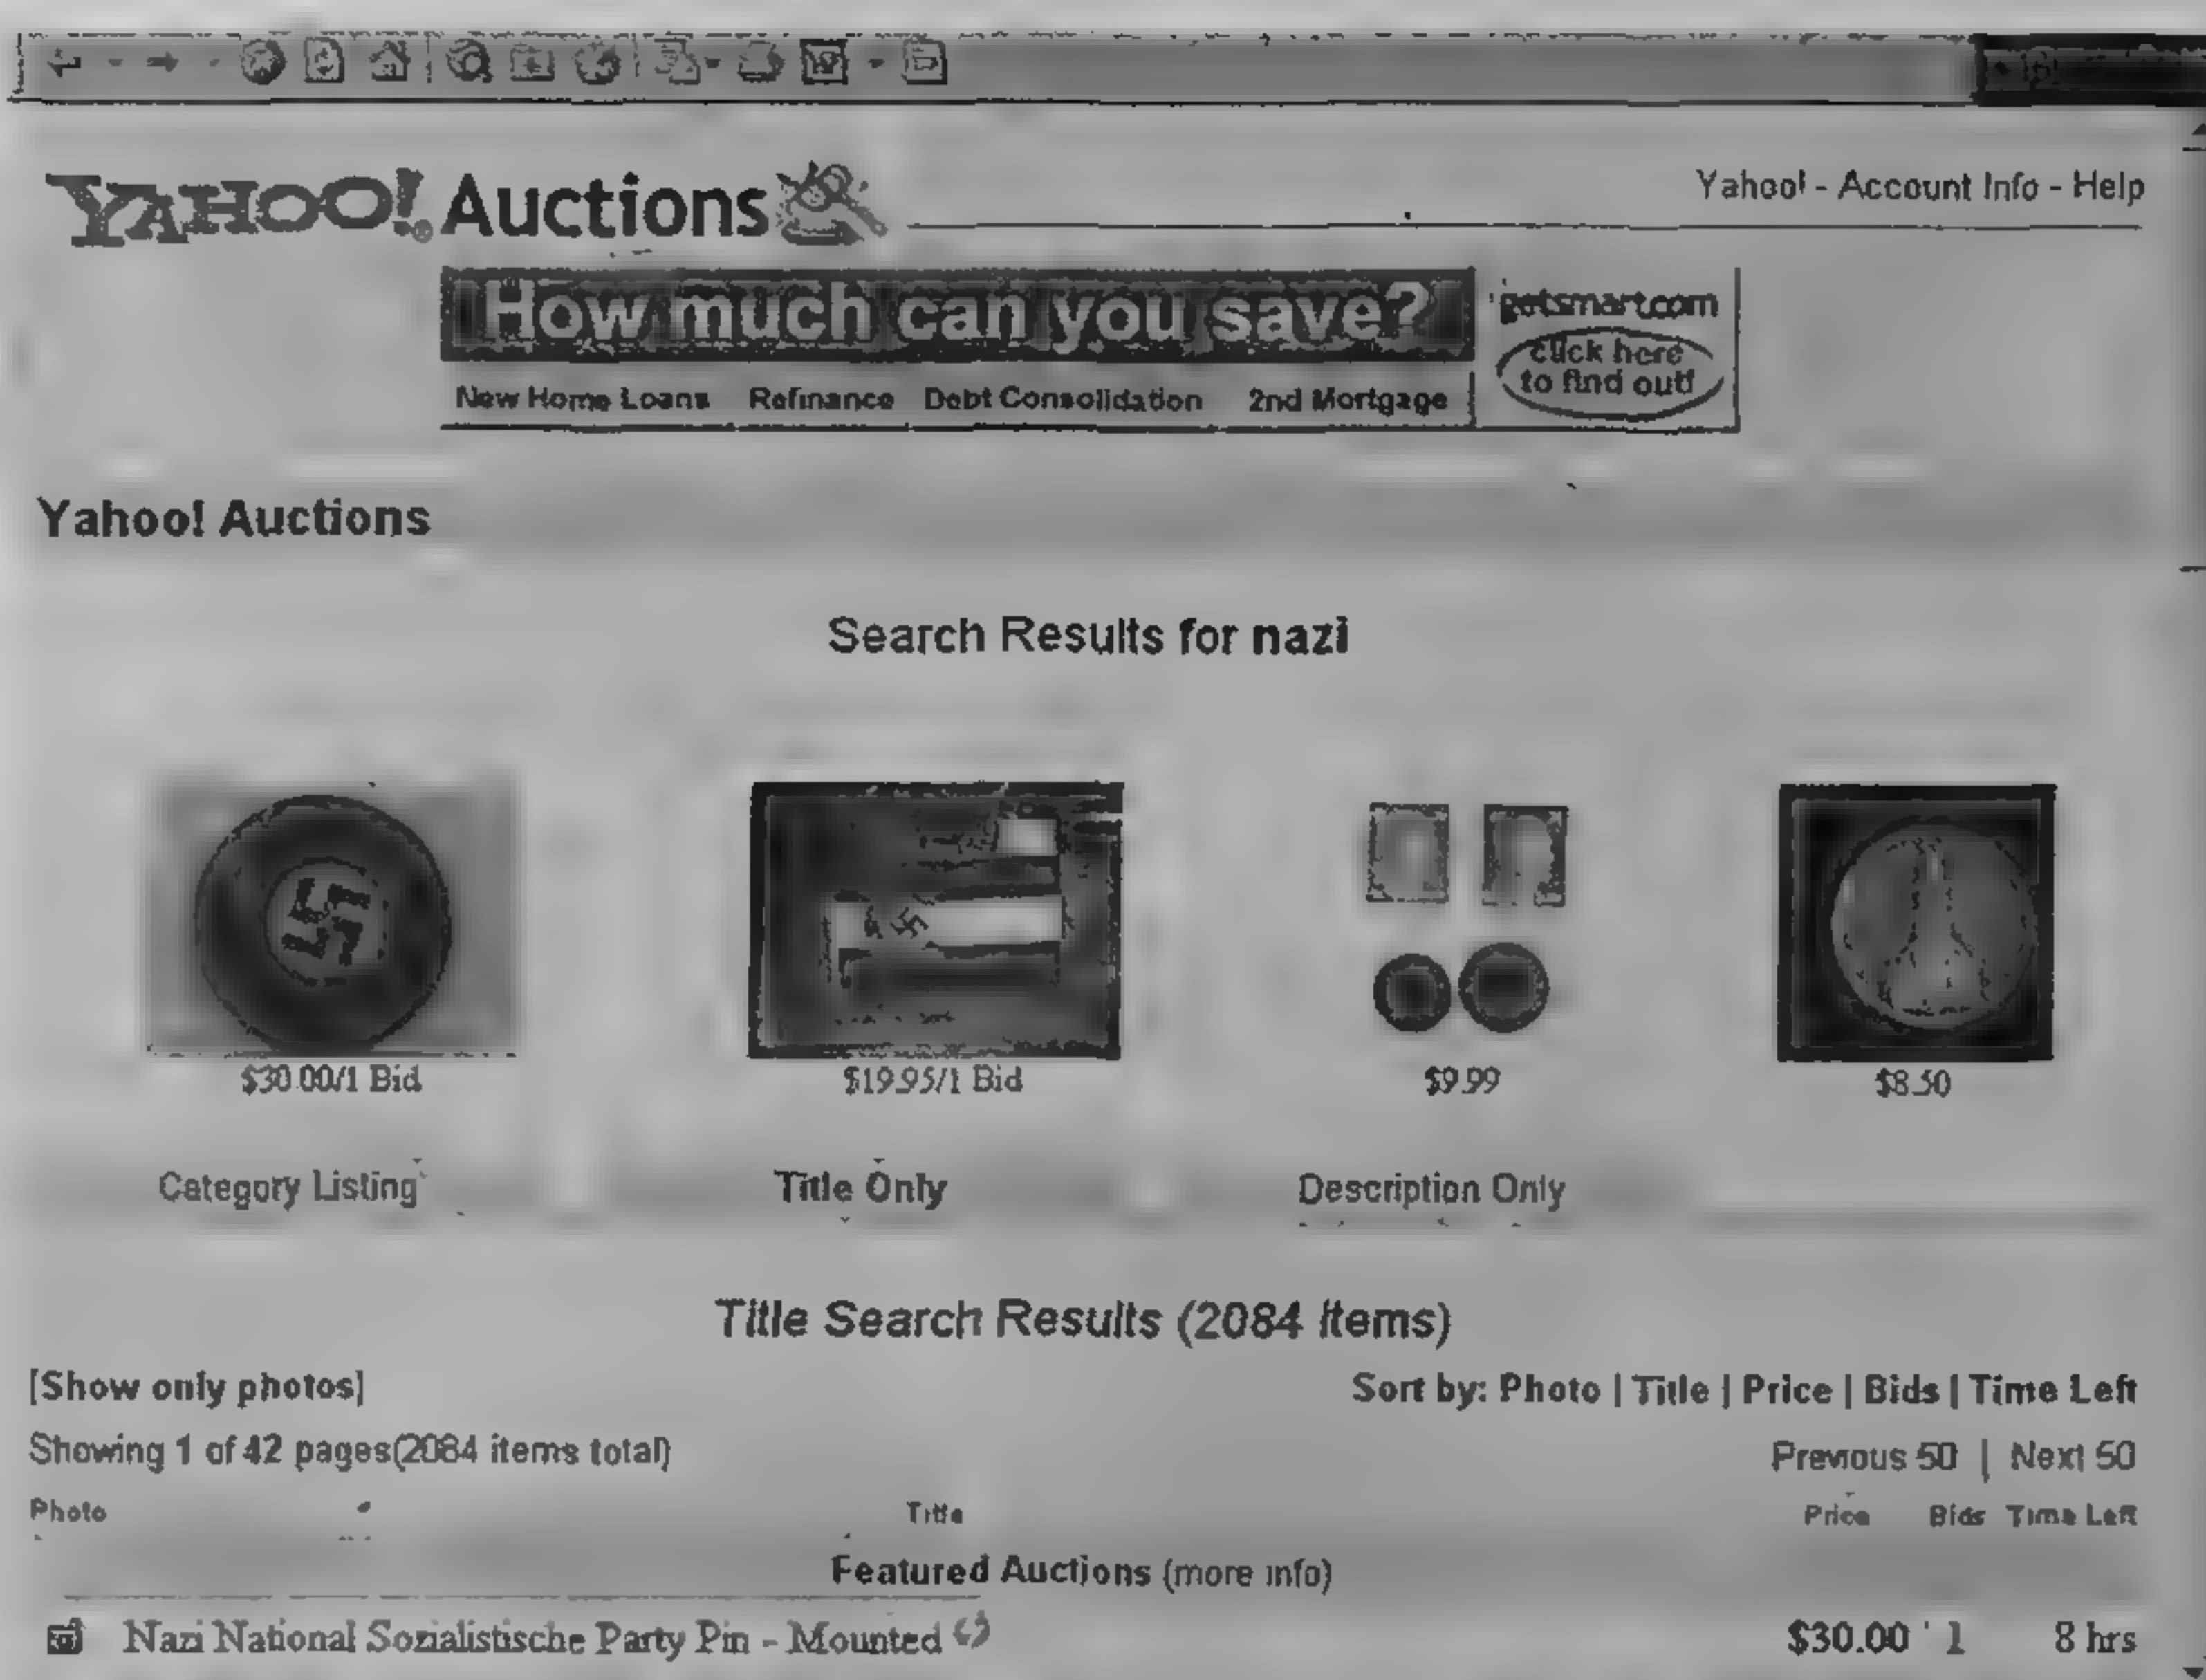 YAHOO! Auctions
Yahoo! - Account Info - Help
How much can you save?
getsmart.com
click here
to find out!
New Home Loans Refinance Debt Consolidation 2nd Mortgage
Yahoo! Auctions
Search Results for nazi
$30.00/1 Bid $19.95/1 Bid $9.99 $8.50
Category Listing Title Only Description Only
Title Search Results (2084 items)
[Show only photos]
Sort by: Photo | Title | Price | Bids | Time Left
Showing 1 of 42 pages(2084 items total)
Previous 50 | Next 50
Photo Title Price Bids Time Left
Featured Auctions (more info)
Nazi National Sozialistische Party Pin - Mounted $30.00 1 8 hrs